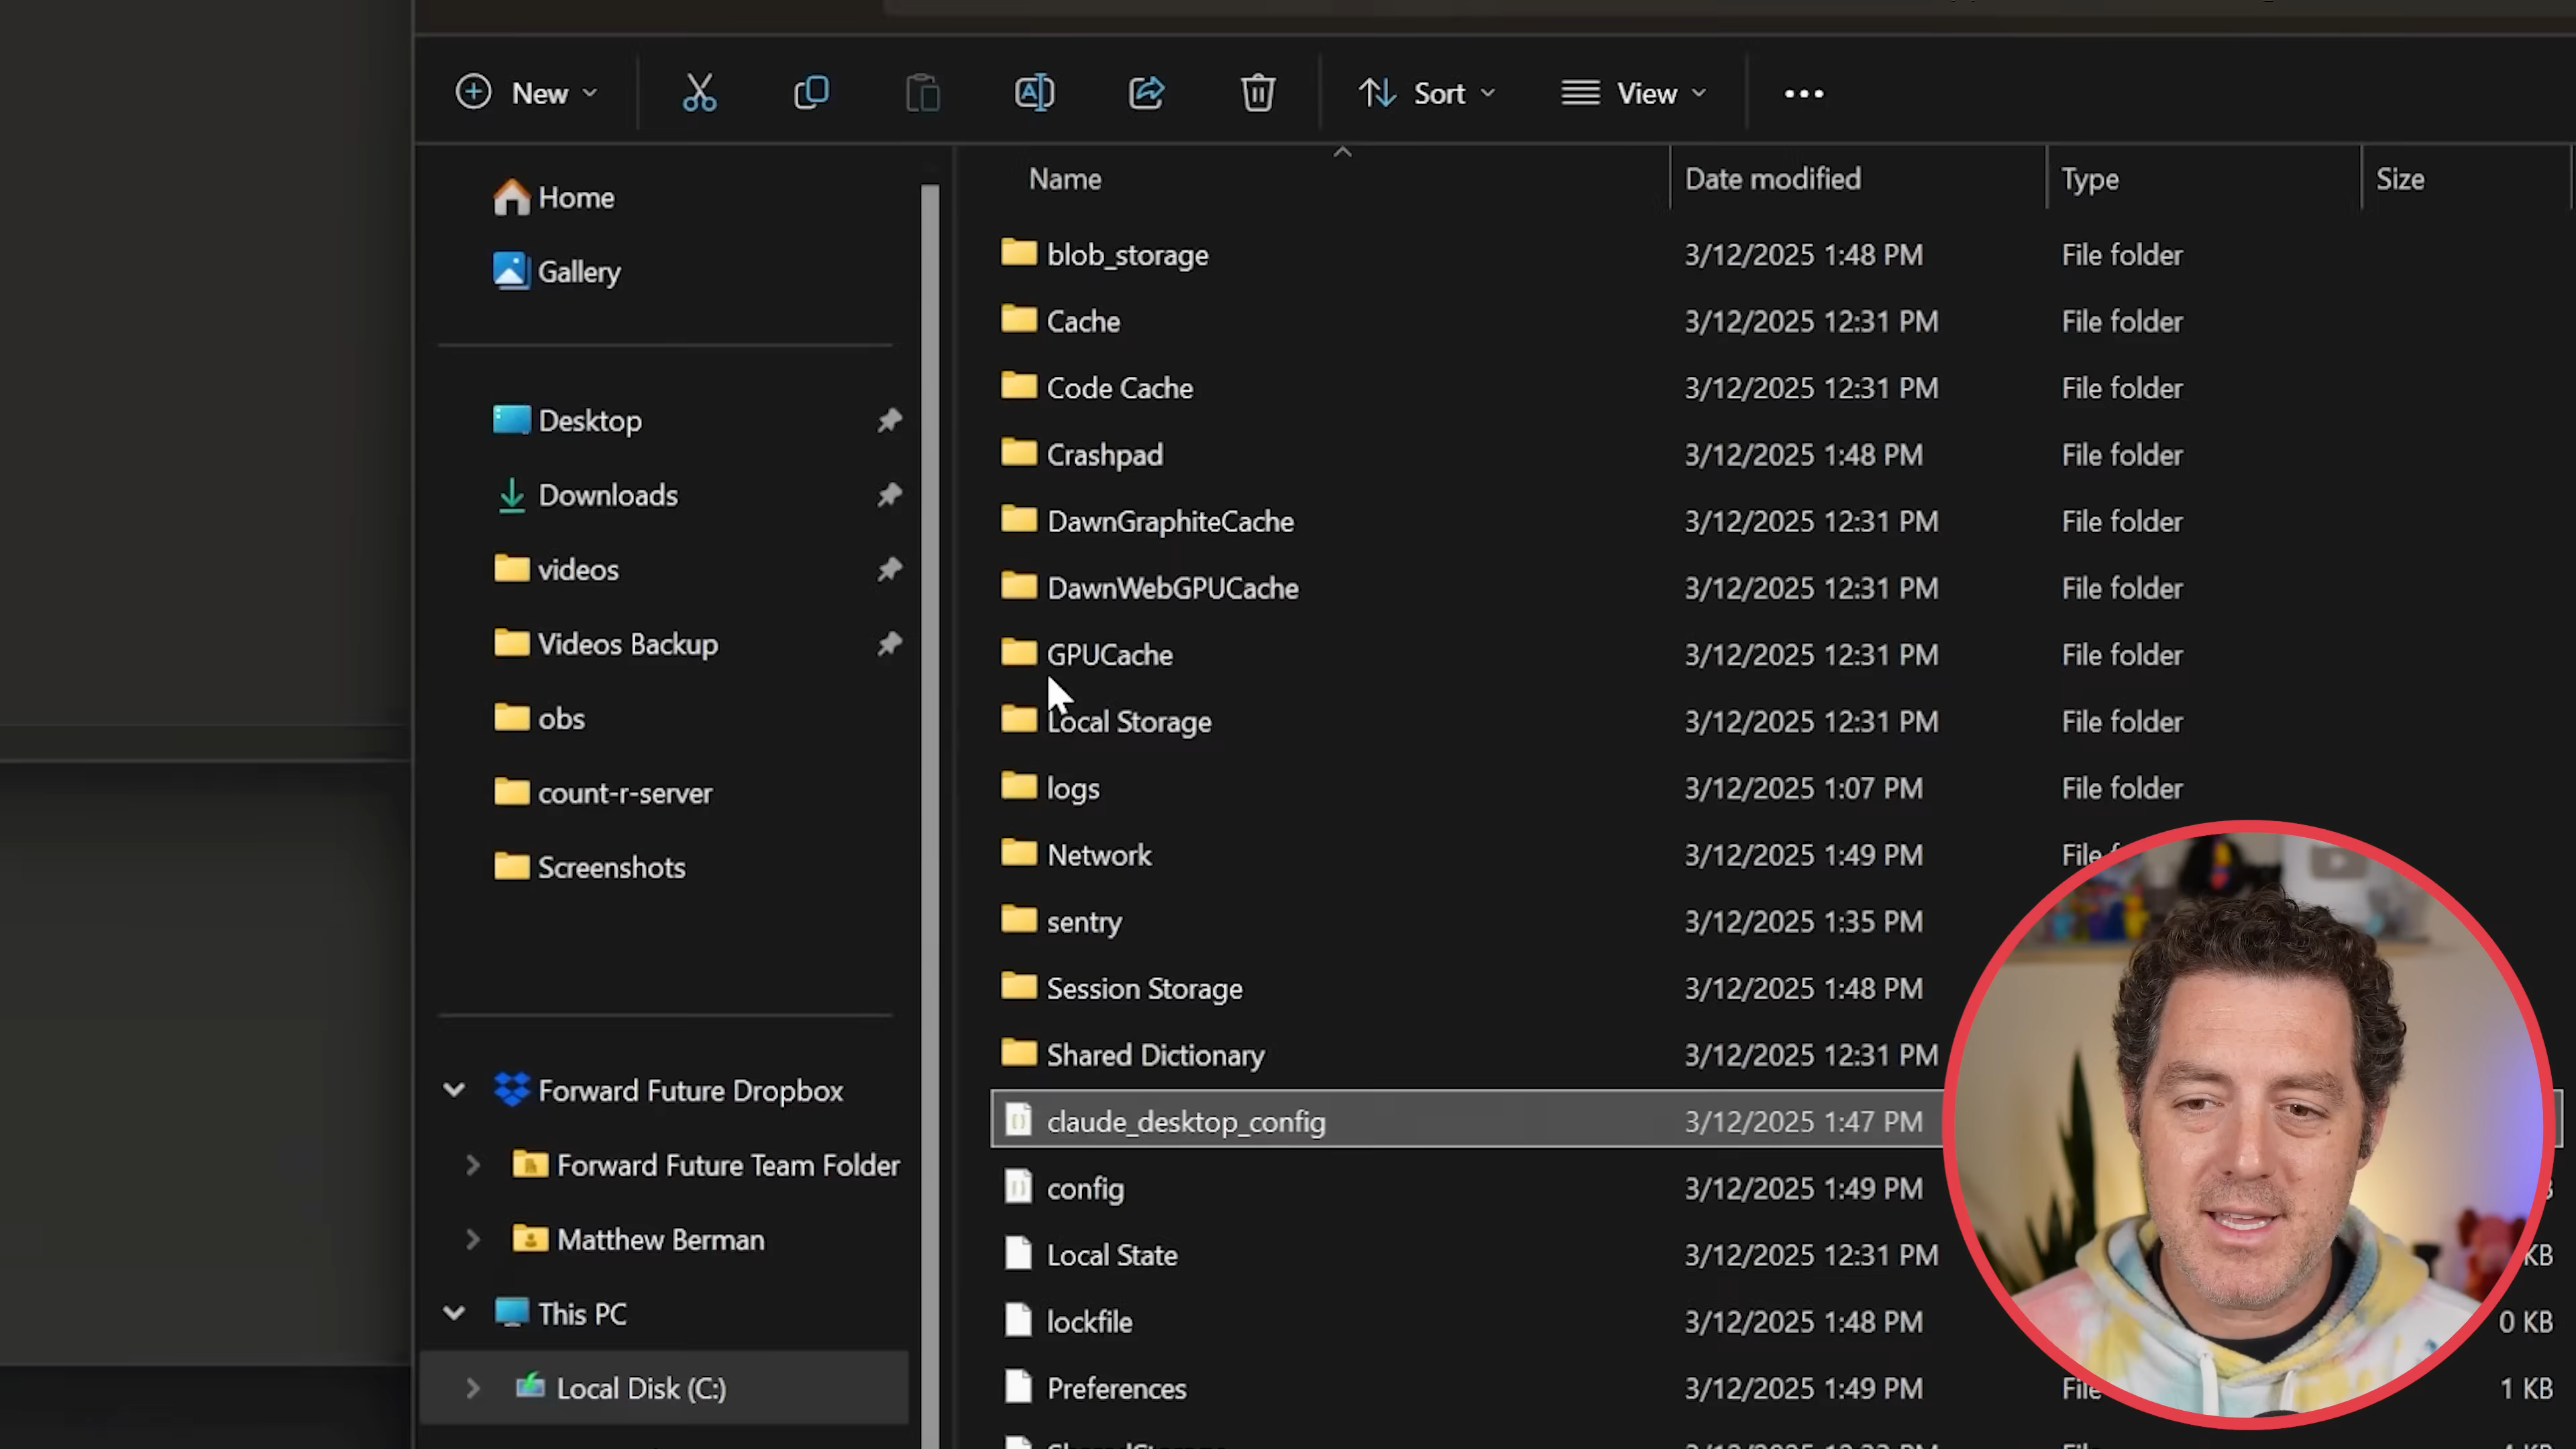 New
Sort
View
Home
Gallery
Desktop
Downloads
videos
Videos Backup
obs
count-r-server
Screenshots
Forward Future Dropbox
Forward Future Team Folder
Matthew Berman
This PC
Local Disk (C:)
Name Date modified Type Size
blob_storage 3/12/2025 1:48 PM File folder
Cache 3/12/2025 12:31 PM File folder
Code Cache 3/12/2025 12:31 PM File folder
Crashpad 3/12/2025 1:48 PM File folder
DawnGraphiteCache 3/12/2025 12:31 PM File folder
DawnWebGPUCache 3/12/2025 12:31 PM File folder
GPUCache 3/12/2025 12:31 PM File folder
Local Storage 3/12/2025 12:31 PM File folder
logs 3/12/2025 1:07 PM File folder
Network 3/12/2025 1:49 PM File
sentry 3/12/2025 1:35 PM
Session Storage 3/12/2025 1:48 PM
Shared Dictionary 3/12/2025 12:31 PM
claude_desktop_config 3/12/2025 1:47 PM
config 3/12/2025 1:49 PM
Local State 3/12/2025 12:31 PM KB
lockfile 3/12/2025 1:48 PM 0 KB
Preferences 3/12/2025 1:49 PM 1 KB